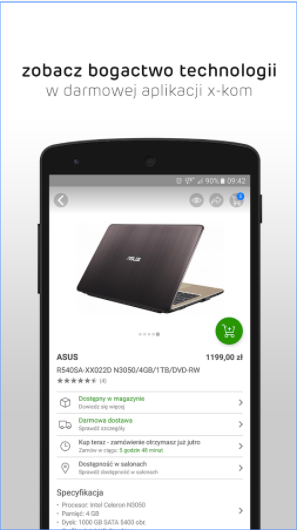 zobacz bogactwo technologii
w darmowej aplikacji x-kom
90% 09:42
ASUS
ASUS 1199,00 zł
R540SA-XX022D N3050/4GB/1TB/DVD-RW
(4)
Dostępny w magazynie
Dowiedz się więcej
Darmowa dostawa
Sprawdź szczegóły
Kup teraz - zamówienie otrzymasz już jutro
Zamów w ciągu: 5 godzin 48 minut
Dostępność w salonach
Sprawdź dostępność w salonach
Specyfikacja
• Procesor: Intel Celeron N3050
• Pamięć: 4 GB
• Dysk: 1000 GB SATA 5400 obr.